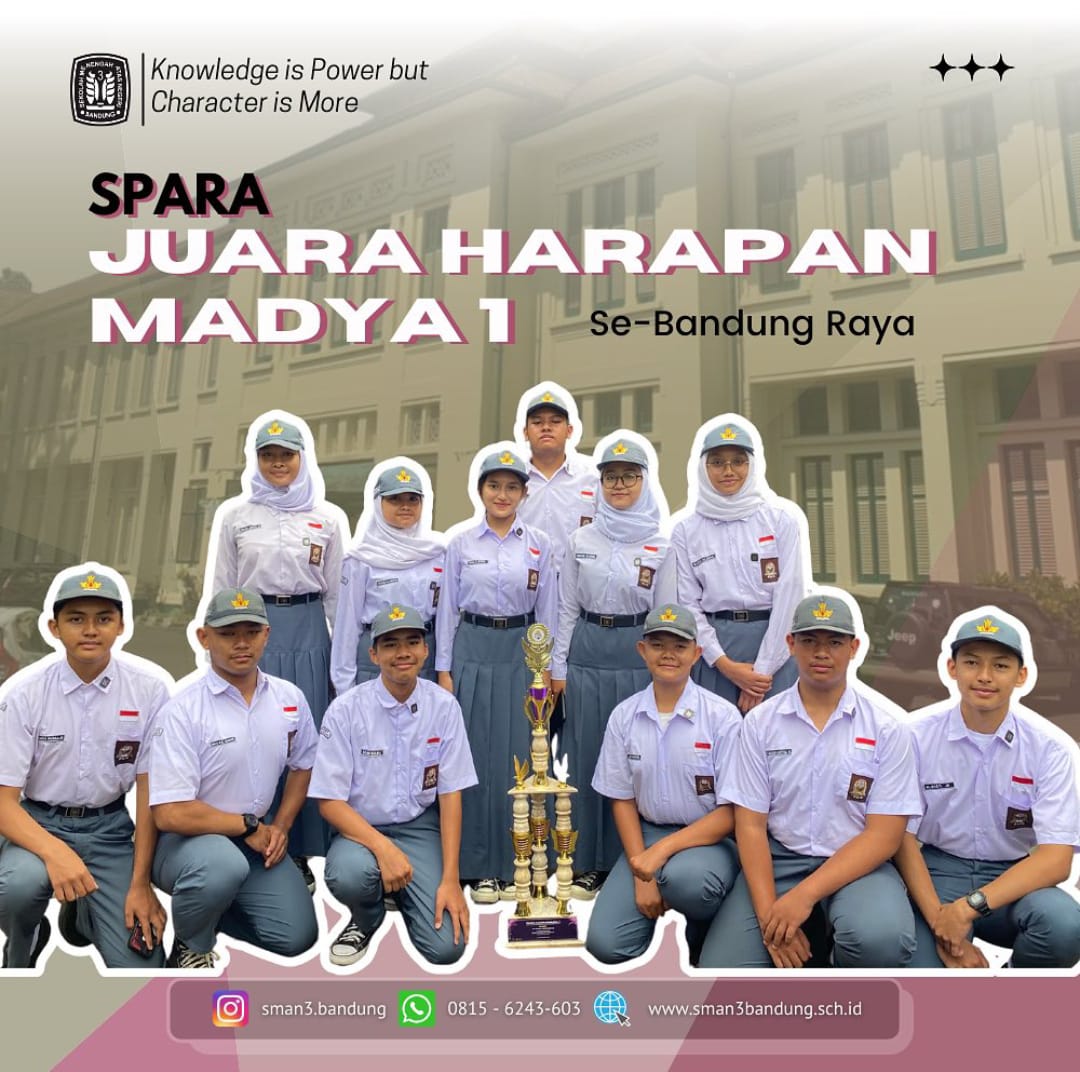 Knowledge is Power but
Character is More
SEKOLAH MENENGAH ATAS NEGERI
3
BANDUNG
SPARA
JUARA HARAPAN
MADYA 1
Se-Bandung Raya
Jeep
sman3.bandung
0815 - 6243-603
www.sman3bandung.sch.id